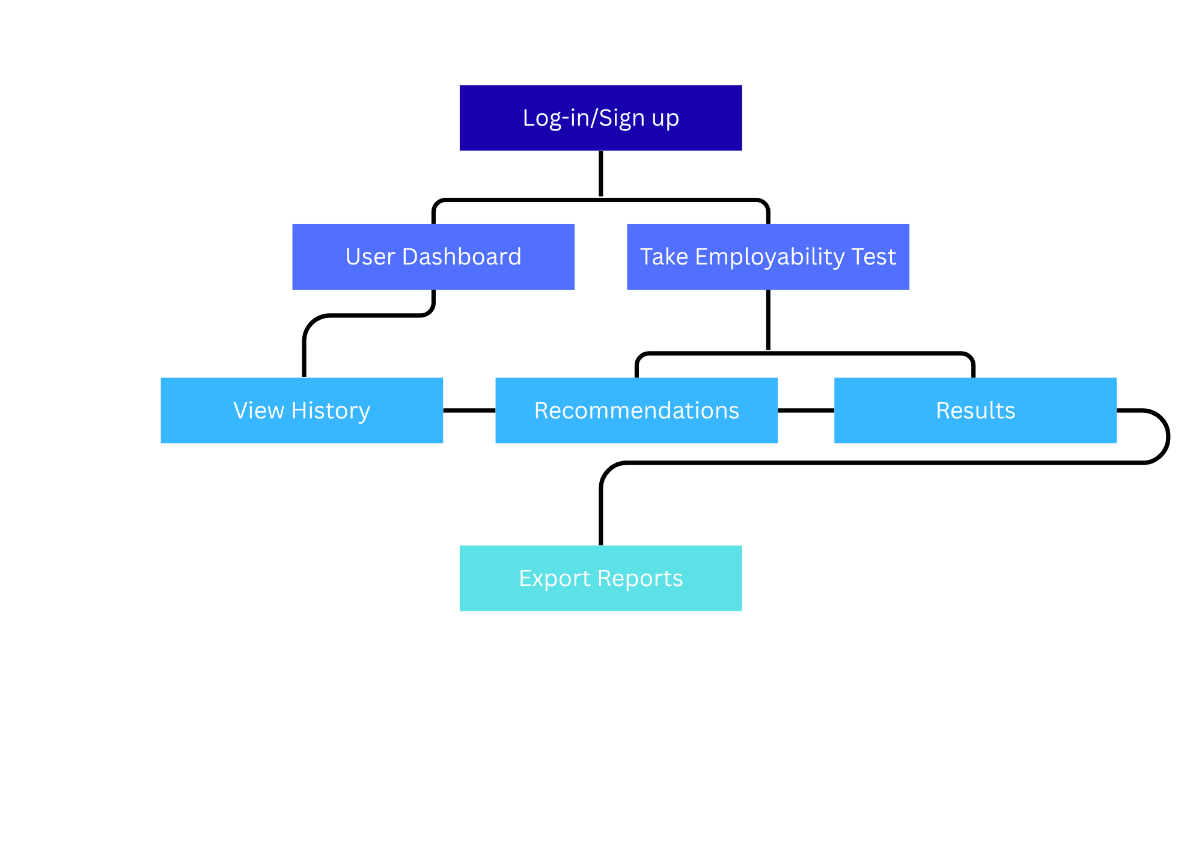 Log-in/Sign up
User Dashboard
Take Employability Test
View History
Recommendations
Results
Export Reports